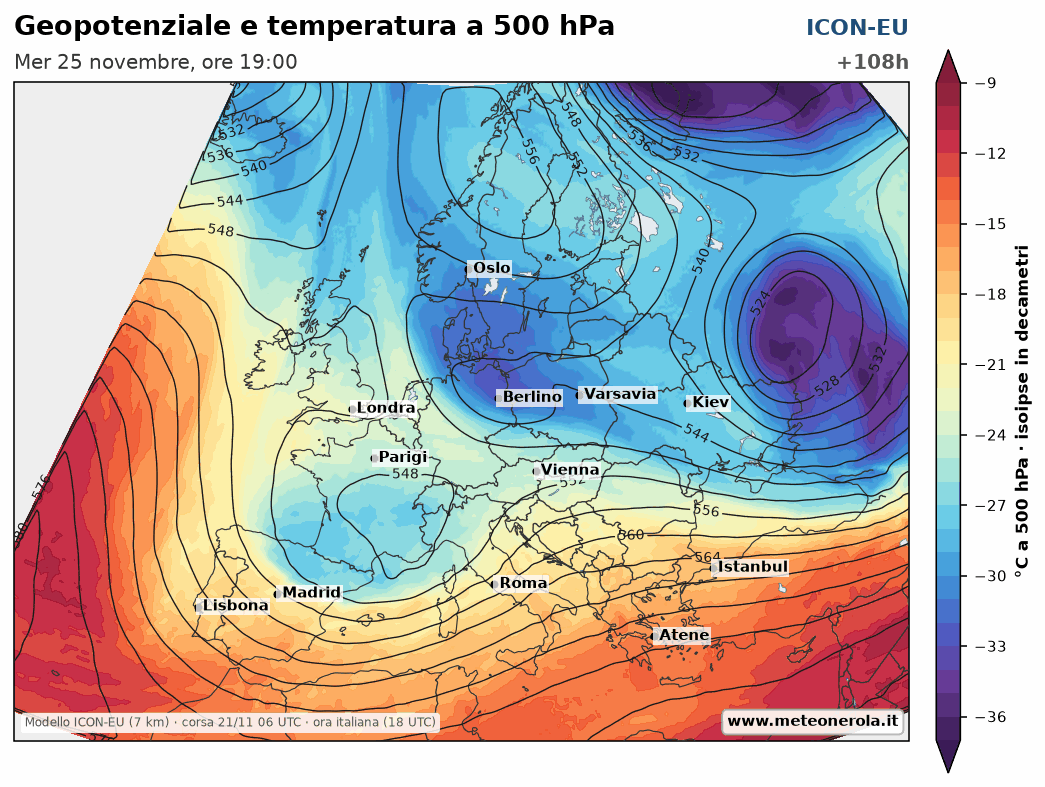 Geopotenziale e temperatura a 500 hPa
ICON-EU
Mer 25 novembre, ore 19:00
+108h
532
536
540
544
548
556
552
548
536
532
540
524
528
532
544
548
552
556
560
564
576
Oslo
Londra
Berlino
Varsavia
Kiev
Parigi
Vienna
Madrid
Lisbona
Roma
Istanbul
Atene
−9
−12
−15
−18
−21
−24
−27
−30
−33
−36
°C a 500 hPa · isoipse in decametri
Modello ICON-EU (7 km) · corsa 21/11 06 UTC · ora italiana (18 UTC)
www.meteonerola.it